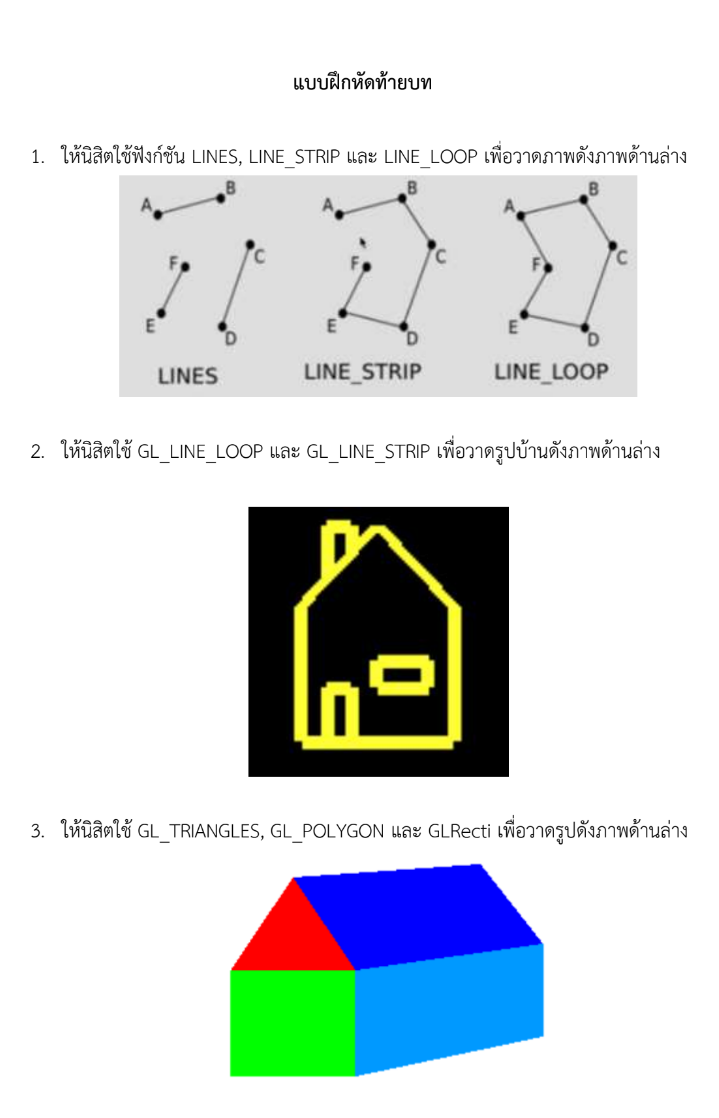 แบบฝึกหัดท้ายบท
1. ให้นิสิตใช้ฟังก์ชัน LINES, LINE_STRIP และ LINE_LOOP เพื่อวาดภาพดังภาพด้านล่าง
A B F C E D
A B F C E D
A B F C E D
LINES LINE_STRIP LINE_LOOP
2. ให้นิสิตใช้ GL_LINE_LOOP และ GL_LINE_STRIP เพื่อวาดรูปบ้านดังภาพด้านล่าง
3. ให้นิสิตใช้ GL_TRIANGLES, GL_POLYGON และ GLRecti เพื่อวาดรูปดังภาพด้านล่าง